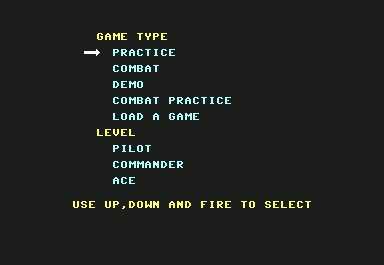 GAME TYPE
PRACTICE
COMBAT
DEMO
COMBAT PRACTICE
LOAD A GAME
LEVEL
PILOT
COMMANDER
ACE
USE UP,DOWN AND FIRE TO SELECT